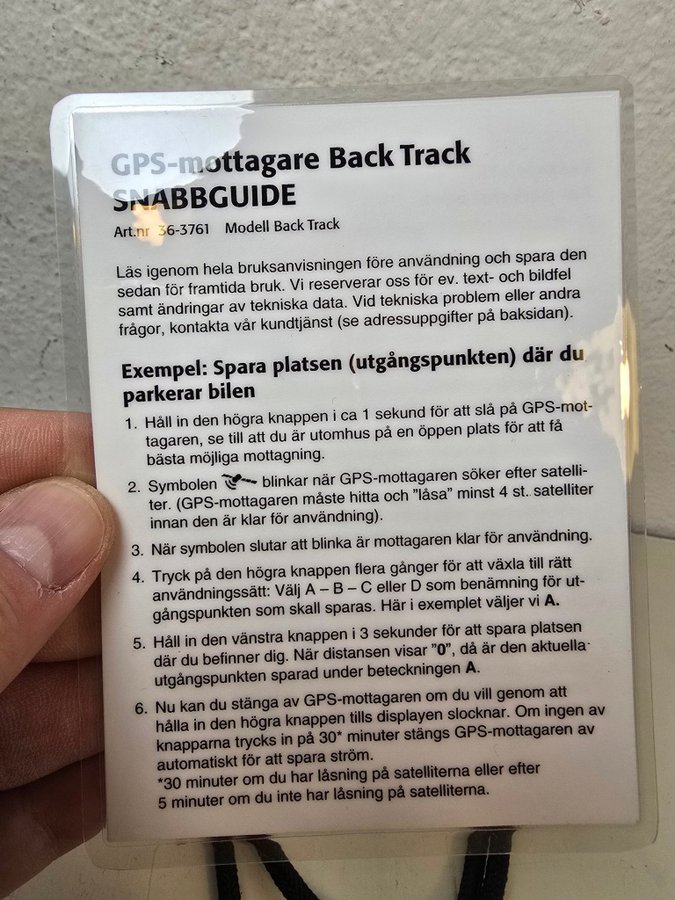 GPS-mottagare Back Track
SNABBGUIDE
Art.nr 36-3761 Modell Back Track
Läs igenom hela bruksanvisningen före användning och spara den
sedan för framtida bruk. Vi reserverar oss för ev. text- och bildfel
samt ändringar av tekniska data. Vid tekniska problem eller andra
frågor, kontakta vår kundtjänst (se adressuppgifter på baksidan).
Exempel: Spara platsen (utgångspunkten) där du
parkerar bilen
1. Håll in den högra knappen i ca 1 sekund för att slå på GPS-mot-
tagaren, se till att du är utomhus på en öppen plats för att få
bästa möjliga mottagning.
2. Symbolen blinkar när GPS-mottagaren söker efter satelli-
ter. (GPS-mottagaren måste hitta och ”låsa” minst 4 st. satelliter
innan den är klar för användning).
3. När symbolen slutar att blinka är mottagaren klar för användning.
4. Tryck på den högra knappen flera gånger för att växla till rätt
användningssätt: Välj A – B – C eller D som benämning för ut-
gångspunkten som skall sparas. Här i exemplet väljer vi A.
5. Håll in den vänstra knappen i 3 sekunder för att spara platsen
där du befinner dig. När distansen visar ”0”, då är den aktuella
utgångspunkten sparad under beteckningen A.
6. Nu kan du stänga av GPS-mottagaren om du vill genom att
hålla in den högra knappen tills displayen slocknar. Om ingen av
knapparna trycks in på 30* minuter stängs GPS-mottagaren av
automatiskt för att spara ström.
*30 minuter om du har låsning på satelliterna eller efter
5 minuter om du inte har låsning på satelliterna.